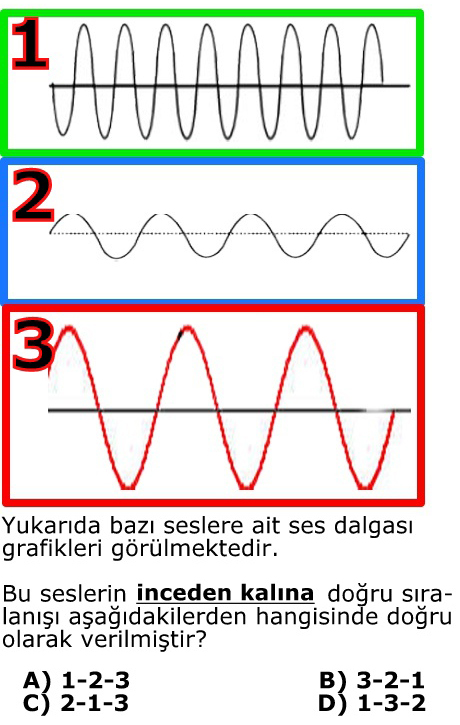 1
2
3
Yukarıda bazı seslere ait ses dalgası
grafikleri görülmektedir.
Bu seslerin inceden kalına doğru sıra-
lanışı aşağıdakilerden hangisinde doğru
olarak verilmiştir?
A) 1-2-3 B) 3-2-1
C) 2-1-3 D) 1-3-2